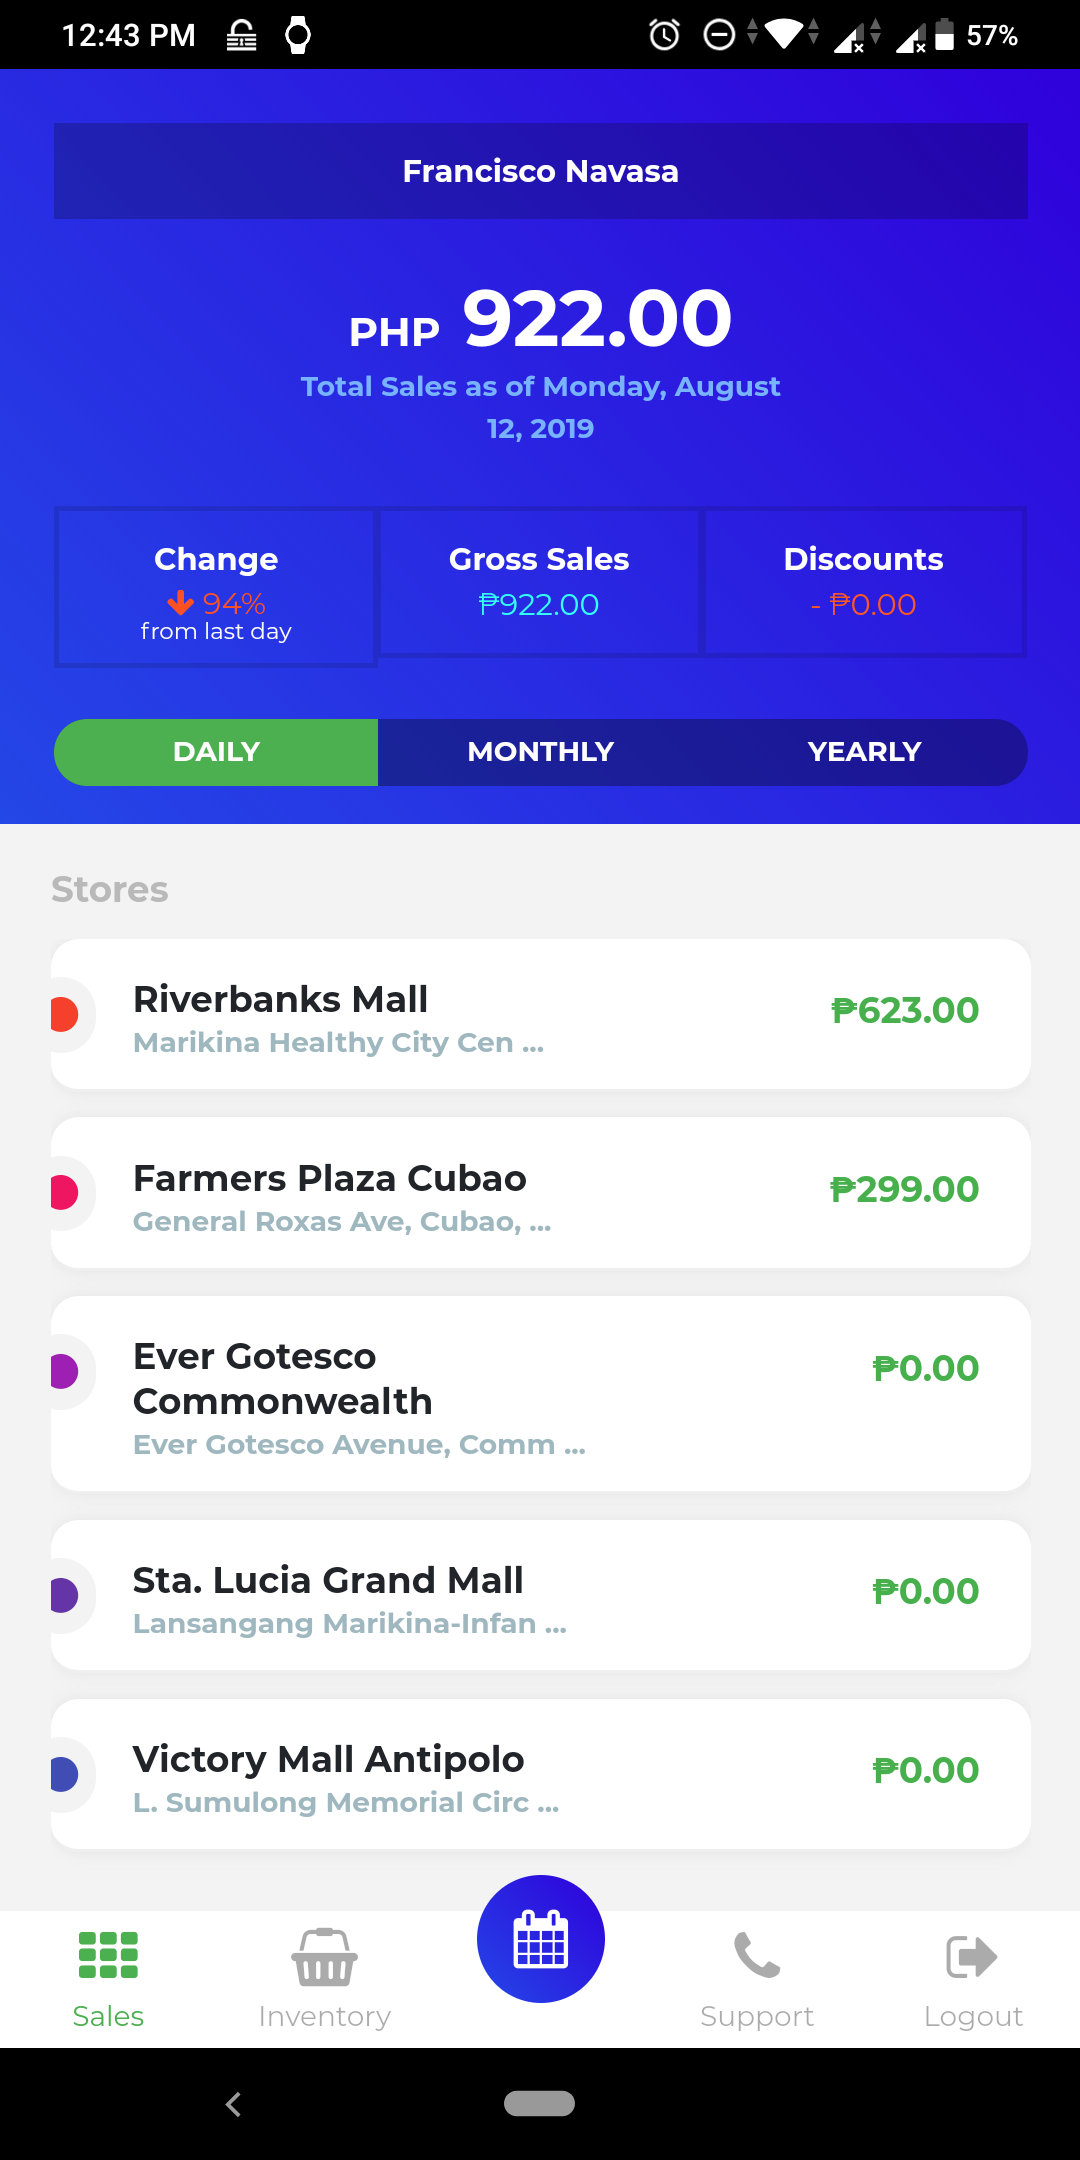 12:43 PM
57%
Francisco Navasa
PHP 922.00
Total Sales as of Monday, August
12, 2019
Change
94%
from last day
Gross Sales
₱922.00
Discounts
- ₱0.00
DAILY
MONTHLY
YEARLY
Stores
Riverbanks Mall
₱623.00
Marikina Healthy City Cen ...
Farmers Plaza Cubao
₱299.00
General Roxas Ave, Cubao, ...
Ever Gotesco
Commonwealth
₱0.00
Ever Gotesco Avenue, Comm ...
Sta. Lucia Grand Mall
₱0.00
Lansangang Marikina-Infan ...
Victory Mall Antipolo
₱0.00
L. Sumulong Memorial Circ ...
Sales
Inventory
Support
Logout